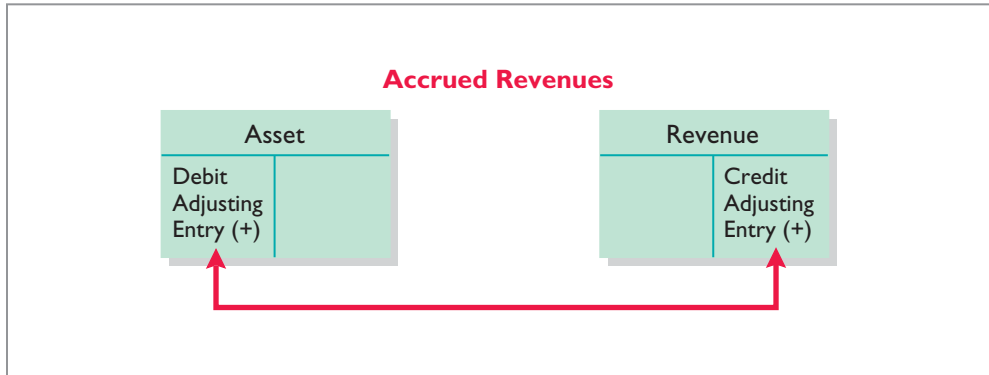 Accrued Revenues
Asset
Debit
Adjusting
Entry (+)
Revenue
Credit
Adjusting
Entry (+)